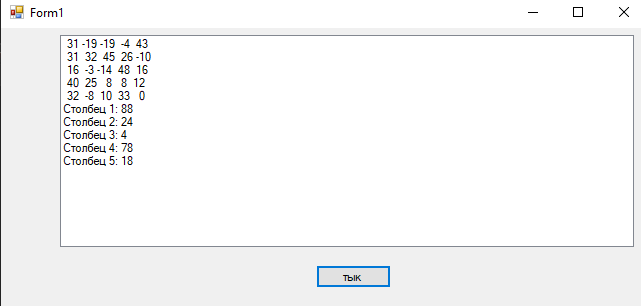 Form1
31 -19 -19 -4 43
31 32 45 26 -10
16 -3 -14 48 16
40 25 8 8 12
32 -8 10 33 0
Столбец 1: 88
Столбец 2: 24
Столбец 3: 4
Столбец 4: 78
Столбец 5: 18
тык